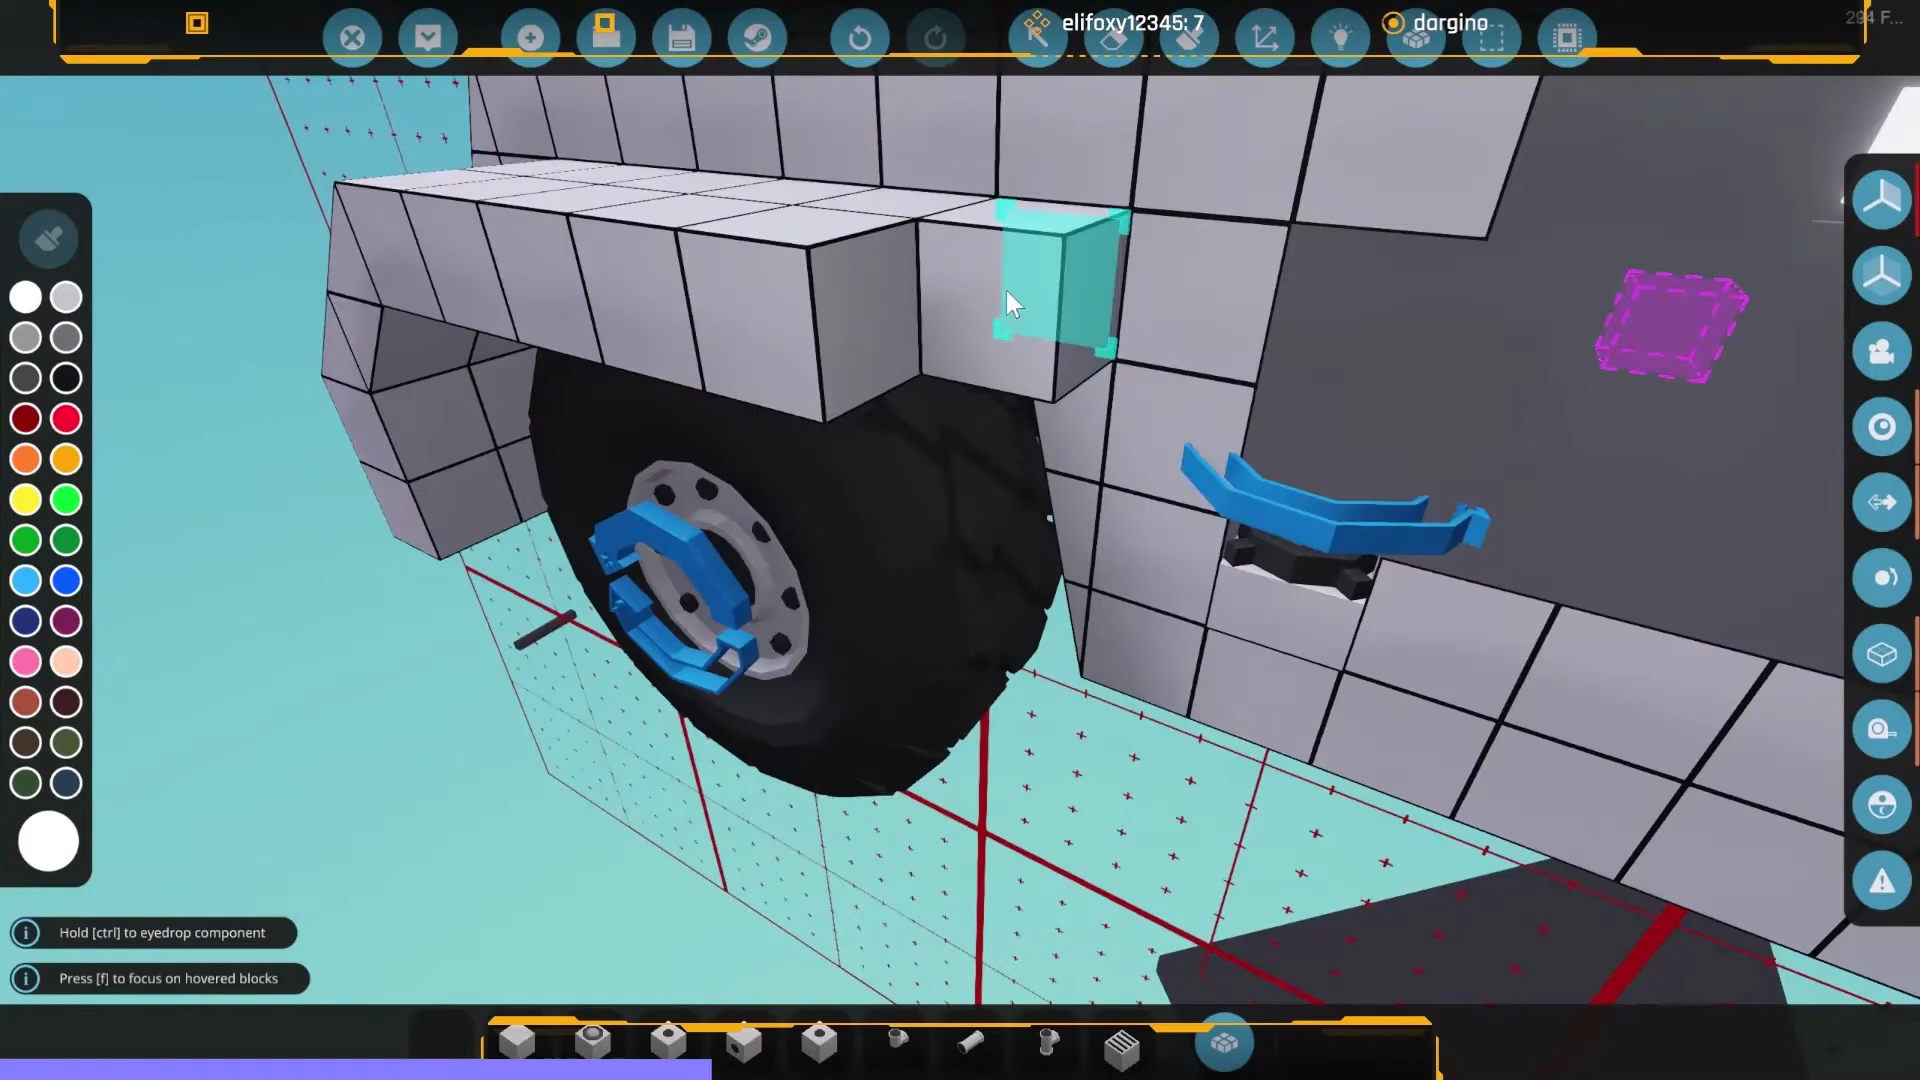 elifoxy12345: 7
dargino
Hold [ctrl] to eyedrop component
Press [f] to focus on hovered blocks